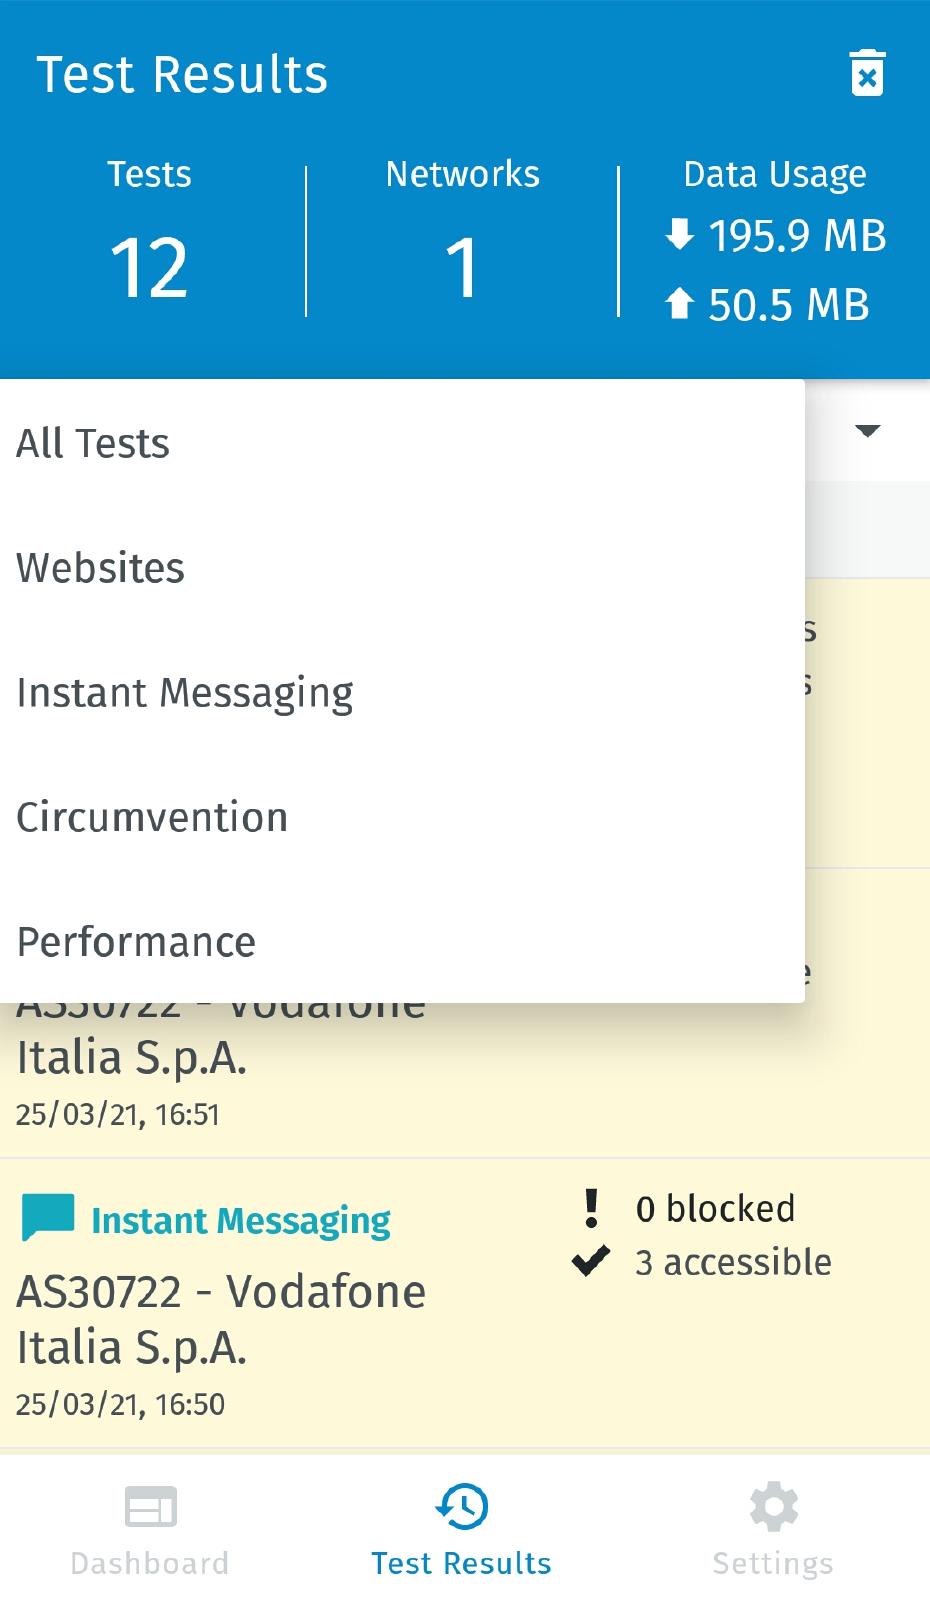 Test Results
Tests
Networks
Data Usage
12
1
195.9 MB
50.5 MB
All Tests
Websites
Instant Messaging
Circumvention
Performance
AS30722 - Vodafone
Italia S.p.A.
25/03/21, 16:51
Instant Messaging
0 blocked
3 accessible
AS30722 - Vodafone
Italia S.p.A.
25/03/21, 16:50
Dashboard
Test Results
Settings